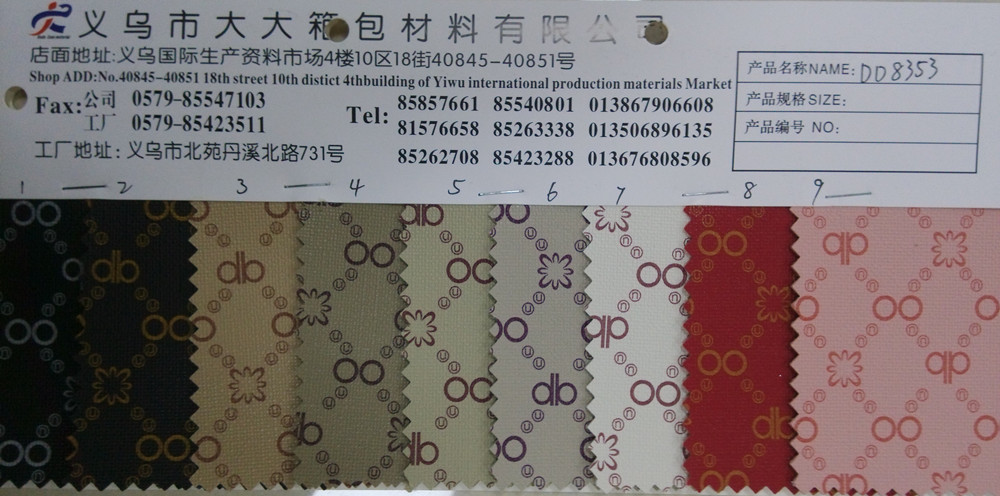 义乌市大大箱包材料有限公司
店面地址:义乌国际生产资料市场4楼10区18街40845-40851号
Shop ADD:No.40845-40851 18th street 10th distict 4thbuilding of Yiwu international production materials Market
Fax:公司 0579-85547103
工厂 0579-85423511
Tel: 85857661 85540801 013867906608
81576658 85263338 013506896135
85262708 85423288 013676808596
工厂地址:义乌市北苑丹溪北路731号
产品名称NAME: DD8353
产品规格SIZE:
产品编号 NO:
1 2 3 4 5 6 7 8 9